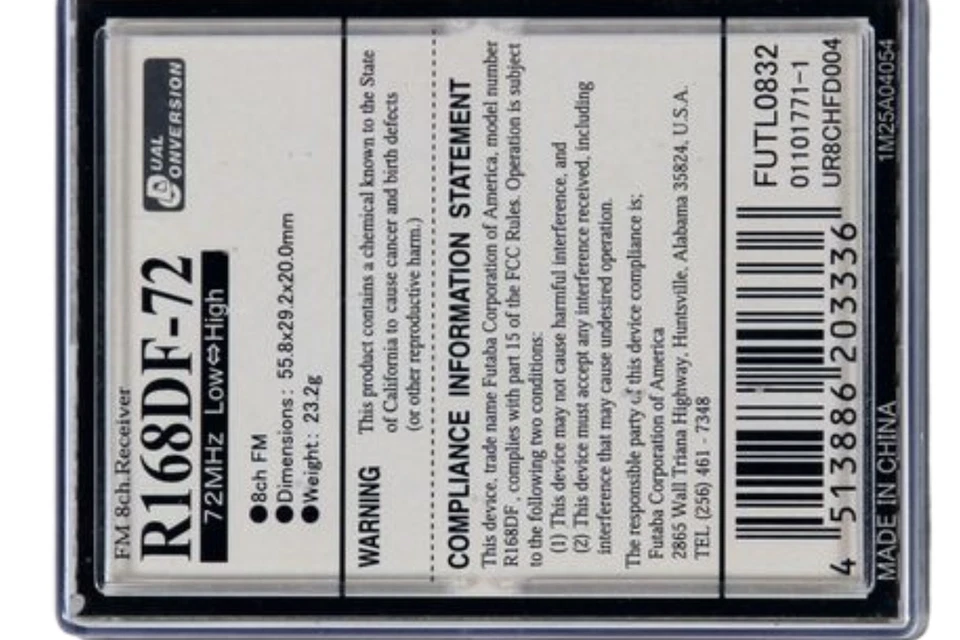 FM 8ch.Receiver
R168DF-72
DUAL
CONVERSION
72MHz Low⇔High
●8ch FM
●Dimensions: 55.8x29.2x20.0mm
●Weight: 23.2g
WARNING This product contains a chemical known to the State
of California to cause cancer and birth defects
(or other reproductive harm.)
COMPLIANCE INFORMATION STATEMENT
This device, trade name Futaba Corporation of America, model number
R168DF, complies with part 15 of the FCC Rules. Operation is subject
to the following two conditions:
(1) This device may not cause harmful interference, and
(2) This device must accept any interference received, including
interference that may cause undesired operation.
The responsible party of this device compliance is;
Futaba Corporation of America
2865 Wall Triana Highway, Huntsville, Alabama 35824, U.S.A.
TEL (256) 461 - 7348
4 513886 203336
FUTL0832
01101771-1
UR8CHFD004
MADE IN CHINA
1M25A04054